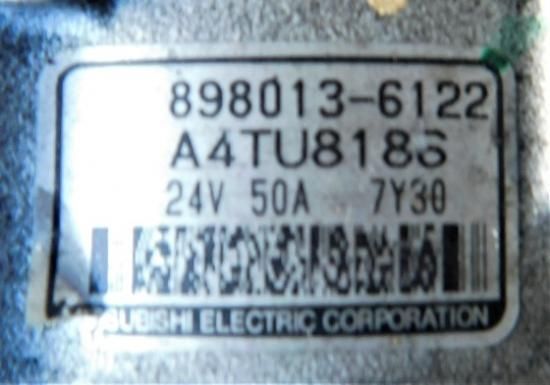 898013-6122
A4TU8186
24V 50A 7Y30
SUBISHI ELECTRIC CORPORATION